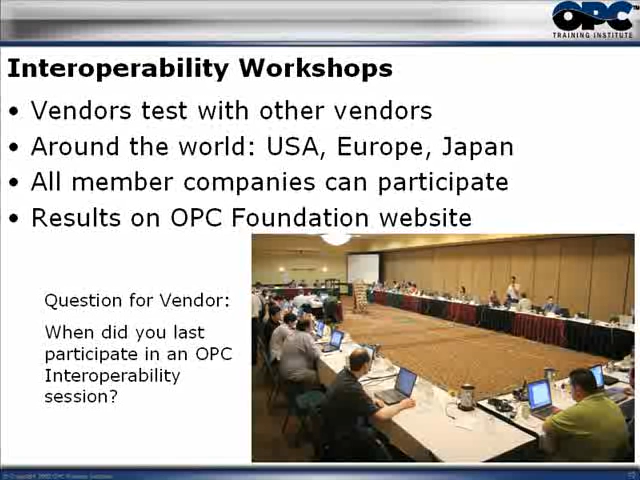 OPC
TRAINING INSTITUTE
Interoperability Workshops
• Vendors test with other vendors
• Around the world: USA, Europe, Japan
• All member companies can participate
• Results on OPC Foundation website
Question for Vendor:
When did you last
participate in an OPC
Interoperability
session?